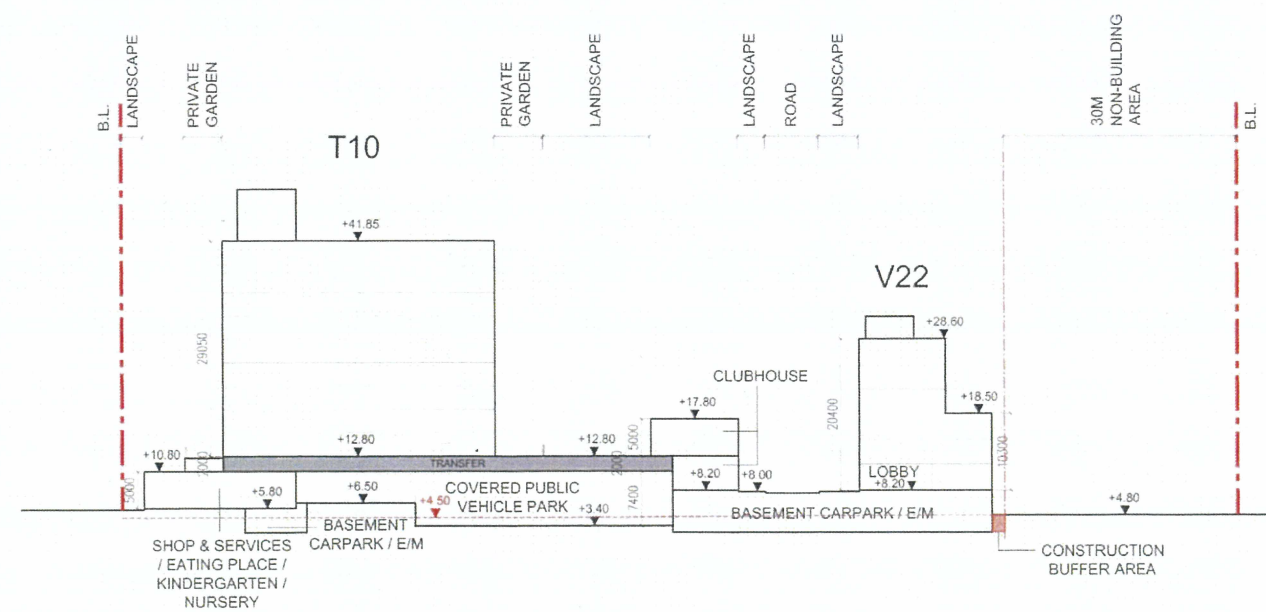 B.L.
LANDSCAPE
PRIVATE
GARDEN
PRIVATE
GARDEN
LANDSCAPE
LANDSCAPE
ROAD
LANDSCAPE
30M
NON-BUILDING
AREA
B.L.
T10
+41.85
V22
+28.60
29050
CLUBHOUSE
20400
+18.50
+17.80
5000
+12.80
+12.80
+10.80
2000
TRANSFER
2000
10300
LOBBY
+8.20
+8.00
+8.20
5000
+6.50
COVERED PUBLIC
VEHICLE PARK
7400
+5.80
+4.50
+3.40
BASEMENT CARPARK / E/M
+4.80
BASEMENT
CARPARK / E/M
SHOP & SERVICES
/ EATING PLACE /
KINDERGARTEN /
NURSERY
CONSTRUCTION
BUFFER AREA